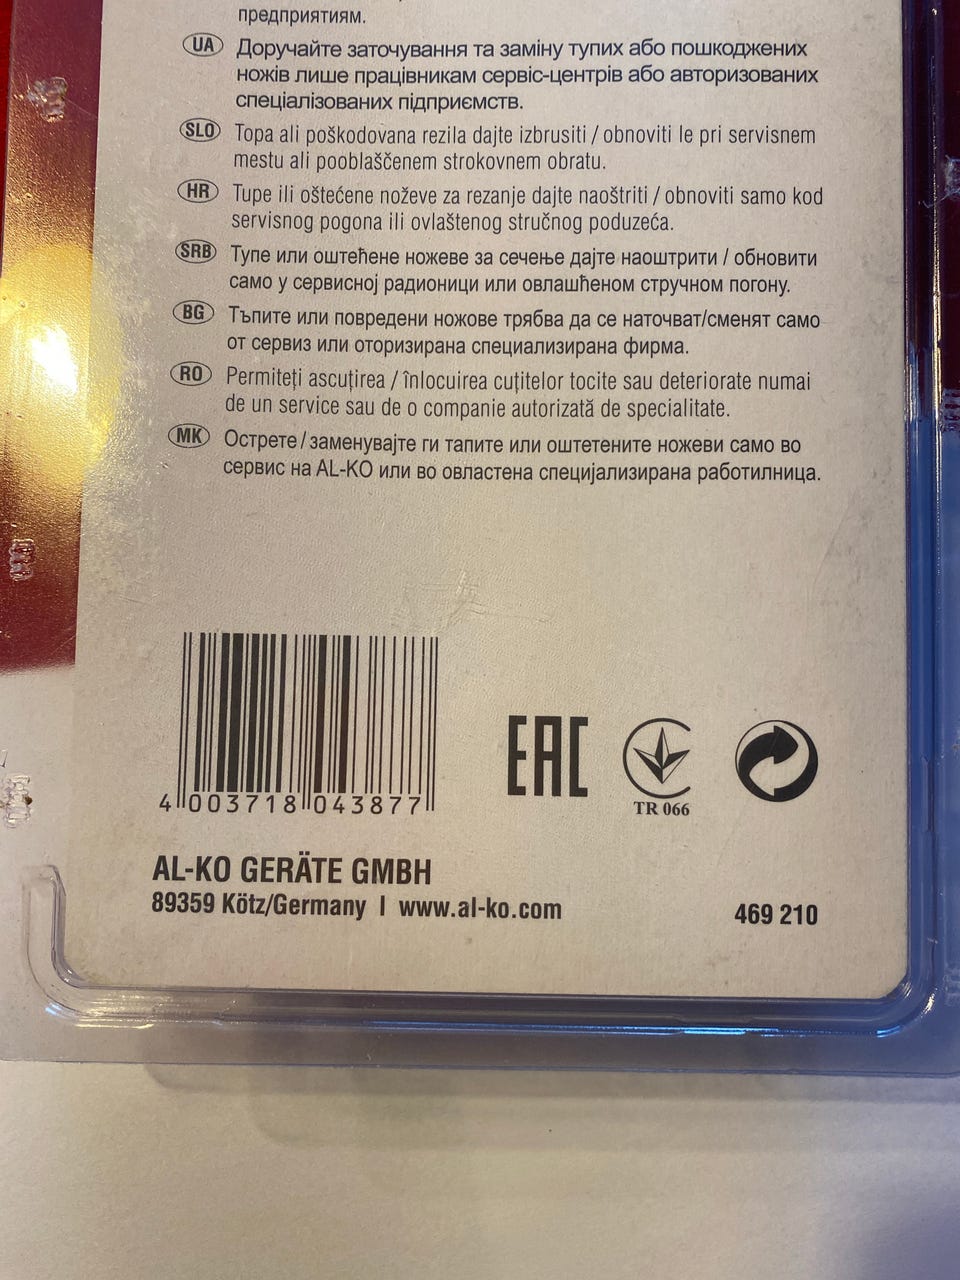 предприятиям.
UA Доручайте заточування та заміну тупих або пошкоджених
ножів лише працівникам сервіс-центрів або авторизованих
спеціалізованих підприємств.
SLO Topa ali poškodovana rezila dajte izbrusiti / obnoviti le pri servisnem
mestu ali pooblaščenem strokovnem obratu.
HR Tupe ili oštećene noževe za rezanje dajte naoštriti / obnoviti samo kod
servisnog pogona ili ovlaštenog stručnog poduzeća.
SRB Тупе или оштећене ножеве за сечење дајте наоштрити / обновити
само у сервисној радионици или овлашћеном стручном погону.
BG Тъпите или повредени ножове трябва да се наточват/сменят само
от сервиз или оторизирана специализирана фирма.
RO Permiteți ascuțirea / înlocuirea cuțitelor tocite sau deteriorate numai
de un service sau de o companie autorizată de specialitate.
MK Острете / заменувајте ги тапите или оштетените ножеви само во
сервис на AL-KO или во овластена специјализирана работилница.
4 003718 043877
EAC
TR 066
AL-KO GERÄTE GMBH
89359 Kötz/Germany I www.al-ko.com
469 210